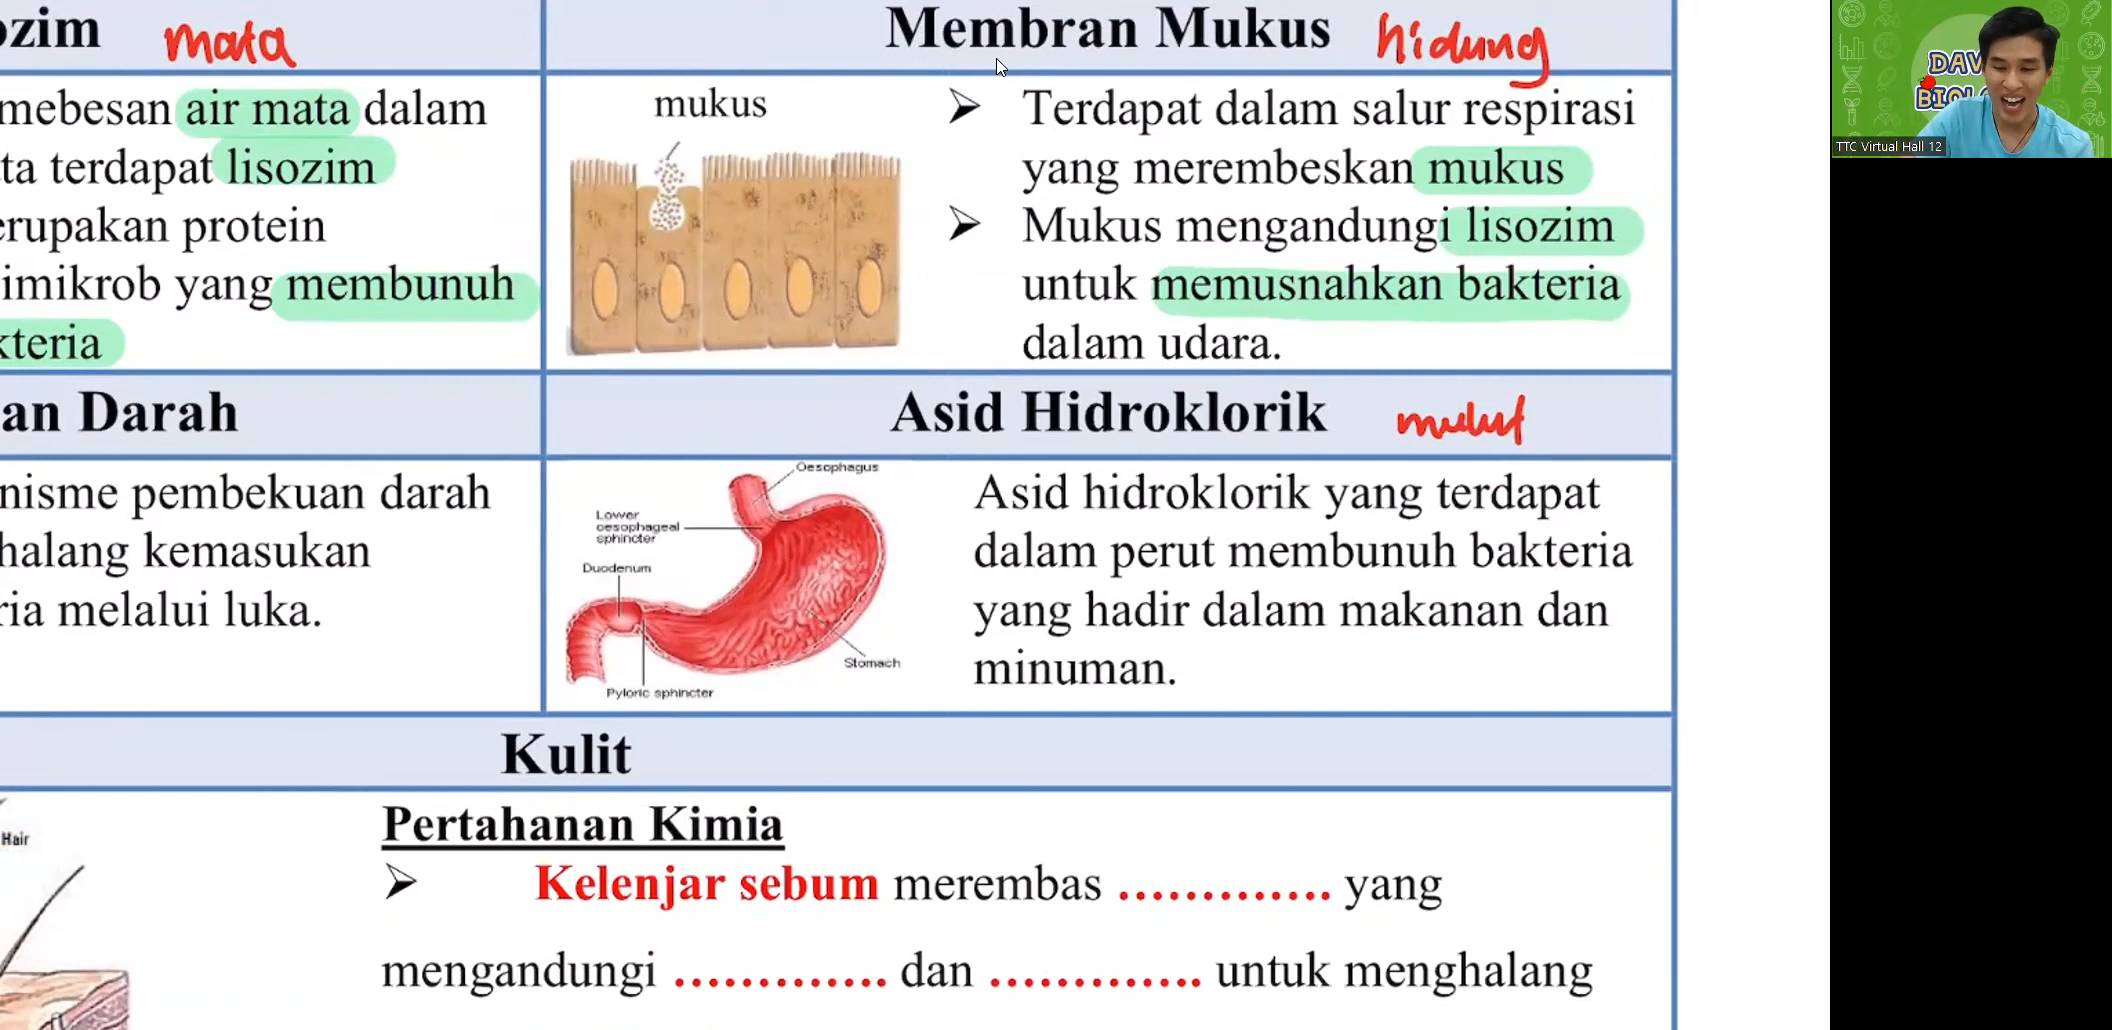 ozim mata
mebesan air mata dalam
ta terdapat lisozim
erupakan protein
imikrob yang membunuh
kteria
Membran Mukus hidung
mukus
Terdapat dalam salur respirasi
yang merembeskan mukus
Mukus mengandungi lisozim
untuk memusnahkan bakteria
dalam udara.
an Darah
nisme pembekuan darah
halang kemasukan
ria melalui luka.
Asid Hidroklorik mulut
Oesophagus
Lower
oesophageal
sphincter
Duodenum
Stomach
Pyloric sphincter
Asid hidroklorik yang terdapat
dalam perut membunuh bakteria
yang hadir dalam makanan dan
minuman.
Kulit
Hair
Pertahanan Kimia
Kelenjar sebum merembas ............. yang
mengandungi ............. dan ............. untuk menghalang
DAV
BIOLO
TTC Virtual Hall 12